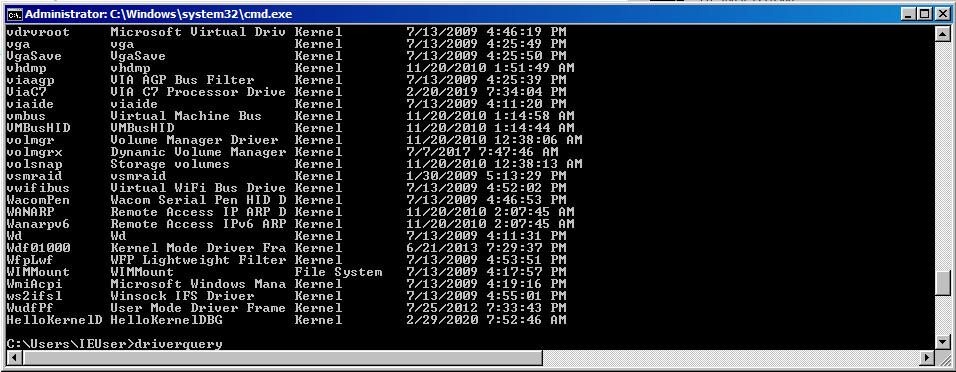 Administrator: C:\Windows\system32\cmd.exe
vdrvroot Microsoft Virtual Driv Kernel 7/13/2009 4:46:19 PM
vga vga Kernel 7/13/2009 4:25:49 PM
VgaSave VgaSave Kernel 7/13/2009 4:25:50 PM
vhdmp vhdmp Kernel 11/20/2010 1:51:49 AM
viaagp VIA AGP Bus Filter Kernel 7/13/2009 4:25:39 PM
ViaC7 VIA C7 Processor Drive Kernel 2/20/2019 7:34:04 PM
viaide viaide Kernel 7/13/2009 4:11:20 PM
vmbus Virtual Machine Bus Kernel 11/20/2010 1:14:58 AM
VMBusHID VMBusHID Kernel 11/20/2010 1:14:44 AM
volmgr Volume Manager Driver Kernel 11/20/2010 12:38:06 AM
volmgrx Dynamic Volume Manager Kernel 7/7/2017 7:47:46 AM
volsnap Storage volumes Kernel 11/20/2010 12:38:13 AM
vsmraid vsmraid Kernel 1/30/2009 5:13:29 PM
vwifibus Virtual WiFi Bus Drive Kernel 7/13/2009 4:52:02 PM
WacomPen Wacom Serial Pen HID D Kernel 7/13/2009 4:46:53 PM
WANARP Remote Access IP ARP D Kernel 11/20/2010 2:07:45 AM
Wanarpv6 Remote Access IPv6 ARP Kernel 11/20/2010 2:07:45 AM
Wd Wd Kernel 7/13/2009 4:11:31 PM
Wdf01000 Kernel Mode Driver Fra Kernel 6/21/2013 7:29:37 PM
WfpLwf WFP Lightweight Filter Kernel 7/13/2009 4:53:51 PM
WIMMount WIMMount File System 7/13/2009 4:17:57 PM
WmiAcpi Microsoft Windows Mana Kernel 7/13/2009 4:19:16 PM
ws2ifsl Winsock IFS Driver Kernel 7/13/2009 4:55:01 PM
WudfPf User Mode Driver Frame Kernel 7/25/2012 7:33:43 PM
HelloKernelD HelloKernelDBG Kernel 2/29/2020 7:52:46 AM
C:\Users\IEUser>driverquery